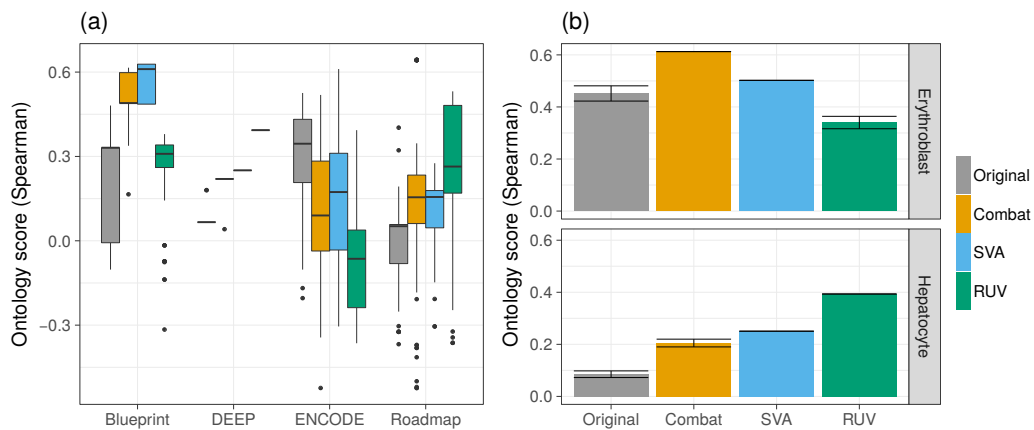 (a)
Ontology score (Spearman)
0.6
0.3
0.0
−0.3
Blueprint DEEP ENCODE Roadmap
(b)
Ontology score (Spearman)
0.6
0.4
0.2
0.0
Erythroblast
0.6
0.4
0.2
0.0
Hepatocyte
Original Combat SVA RUV
Original
Combat
SVA
RUV